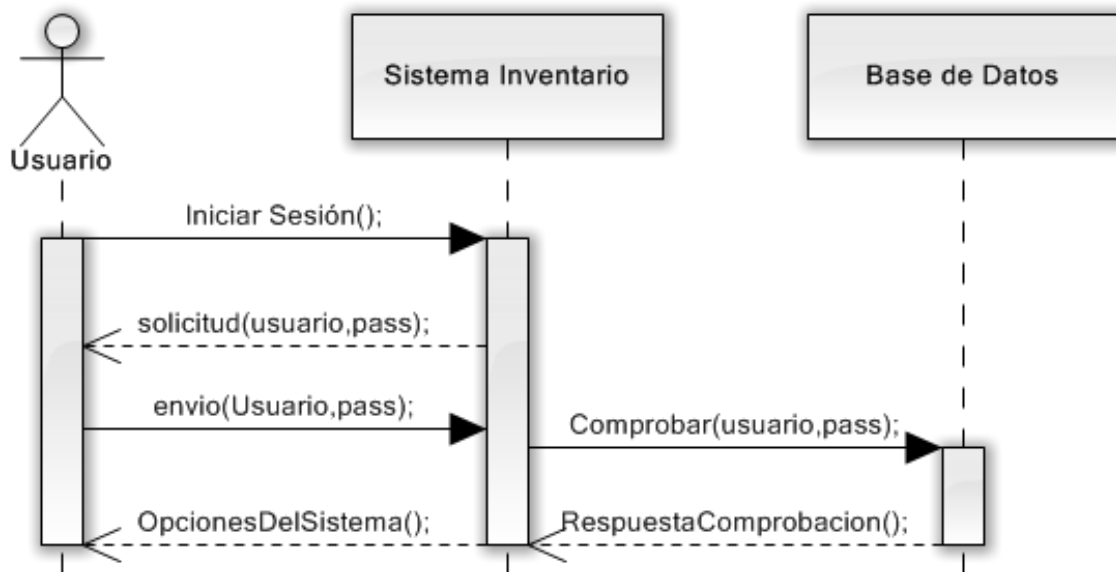 Sistema Inventario
Base de Datos
Usuario
Iniciar Sesión();
solicitud(usuario,pass);
envio(Usuario,pass);
Comprobar(usuario,pass);
OpcionesDelSistema();
RespuestaComprobacion();